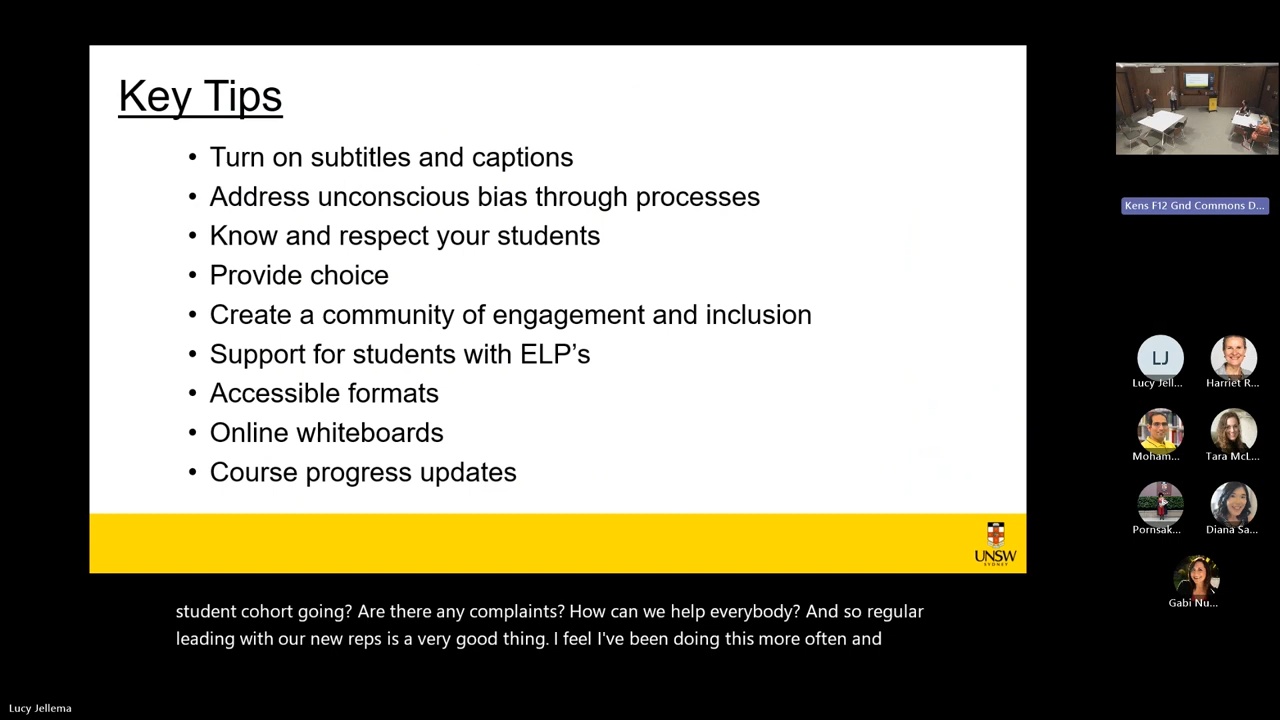 Key Tips
• Turn on subtitles and captions
• Address unconscious bias through processes
• Know and respect your students
• Provide choice
• Create a community of engagement and inclusion
• Support for students with ELP’s
• Accessible formats
• Online whiteboards
• Course progress updates
UNSW
SYDNEY
student cohort going? Are there any complaints? How can we help everybody? And so regular
leading with our new reps is a very good thing. I feel I've been doing this more often and
Lucy Jellema
Kens F12 Gnd Commons D...
LJ
Lucy Jell...
Harriet R...
Moham...
Tara McL...
Pornsak...
Diana Sa...
Gabi Nu...